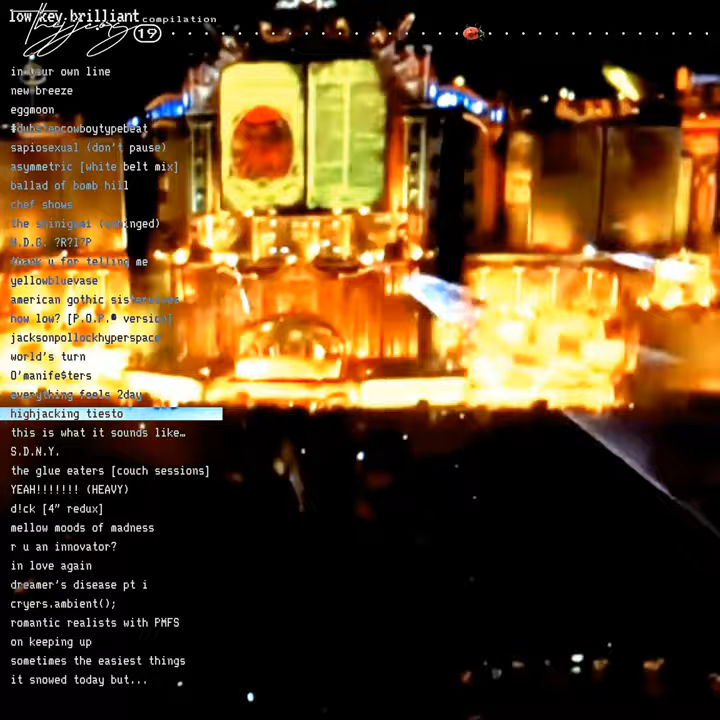 low key brilliant compilation
19
in your own line
new breeze
eggmoon
#dubstepcowboytypebeat
sapiosexual (don't pause)
asymmetric [white belt mix]
ballad of bomb hill
chef shows
the shinigami (unhinged)
H.D.G. ?R?I?P
thank u for telling me
yellowbluevase
american gothic sisterwives
how low? [P.O.P.® version]
jacksonpollockhyperspace
world's turn
O'manife$ters
everything feels 2day
highjacking tiesto
this is what it sounds like…
S.D.N.Y.
the glue eaters [couch sessions]
YEAH!!!!!!! (HEAVY)
d!ck [4" redux]
mellow moods of madness
r u an innovator?
in love again
dreamer's disease pt i
cryers.ambient();
romantic realists with PMFS
on keeping up
sometimes the easiest things
it snowed today but...